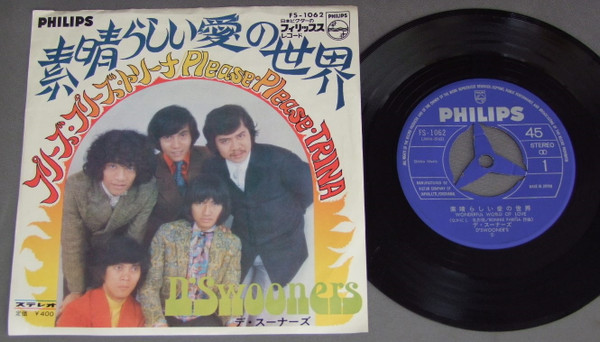 PHILIPS
FS-1062
日本ビクターの
フィリップス
レコード
素晴らしい愛の世界
プリーズ・プリーズ・トリーナ Please・Please・TRINA
D'Swooners
デ・スーナーズ
ステレオ
定価 ¥400
PHILIPS
FS-1062
45
STEREO
1
MADE IN JAPAN
素晴らしい愛の世界
WONDERFUL WORLD OF LOVE
デ・スーナーズ
D'SWOONERS